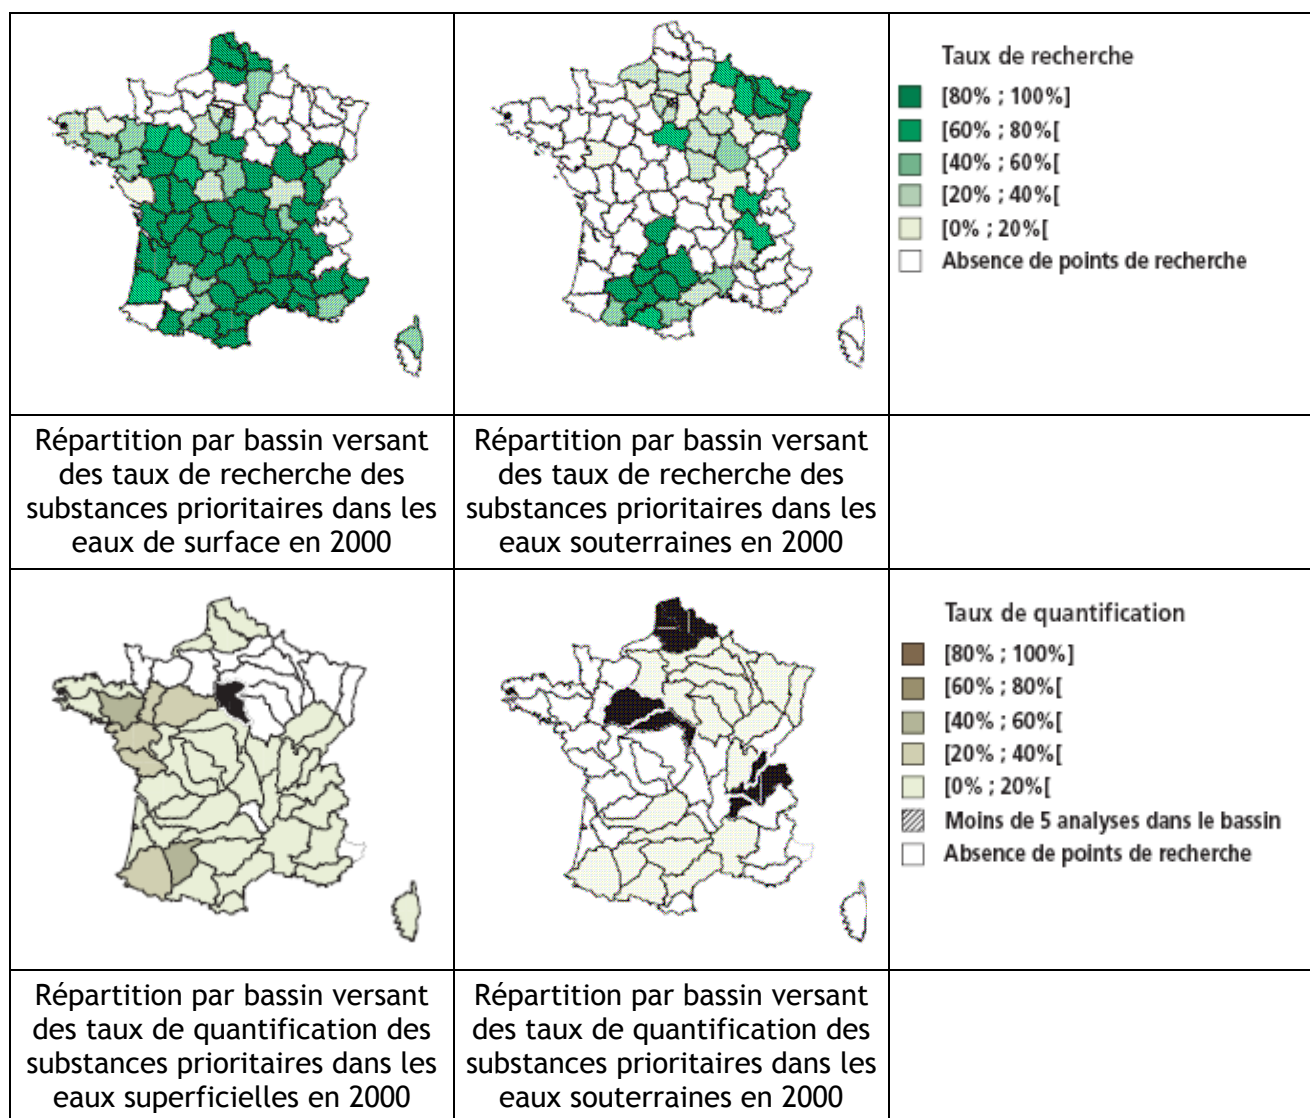 Taux de recherche
[80% ; 100%]
[60% ; 80%[
[40% ; 60%[
[20% ; 40%[
[0% ; 20%[
Absence de points de recherche
Répartition par bassin versant
des taux de recherche des
substances prioritaires dans les
eaux de surface en 2000
Répartition par bassin versant
des taux de recherche des
substances prioritaires dans les
eaux souterraines en 2000
Taux de quantification
[80% ; 100%]
[60% ; 80%[
[40% ; 60%[
[20% ; 40%[
[0% ; 20%[
Moins de 5 analyses dans le bassin
Absence de points de recherche
Répartition par bassin versant
des taux de quantification des
substances prioritaires dans les
eaux superficielles en 2000
Répartition par bassin versant
des taux de quantification des
substances prioritaires dans les
eaux souterraines en 2000